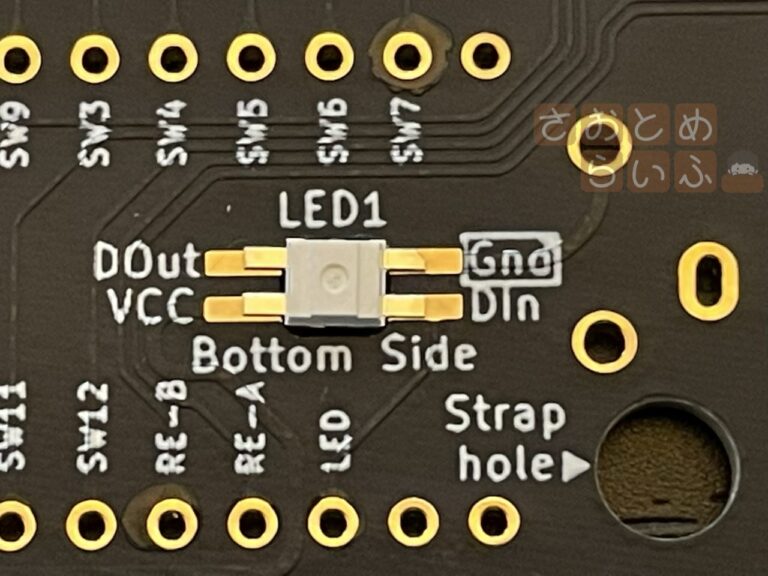 SW9 SW3 SW4 SW5 SW6 SW7
さおとめ
らいふ
LED1
DOut Gnd
VCC DIn
Bottom Side
SW11 SW12 RE-B RE-A LED
Strap
hole